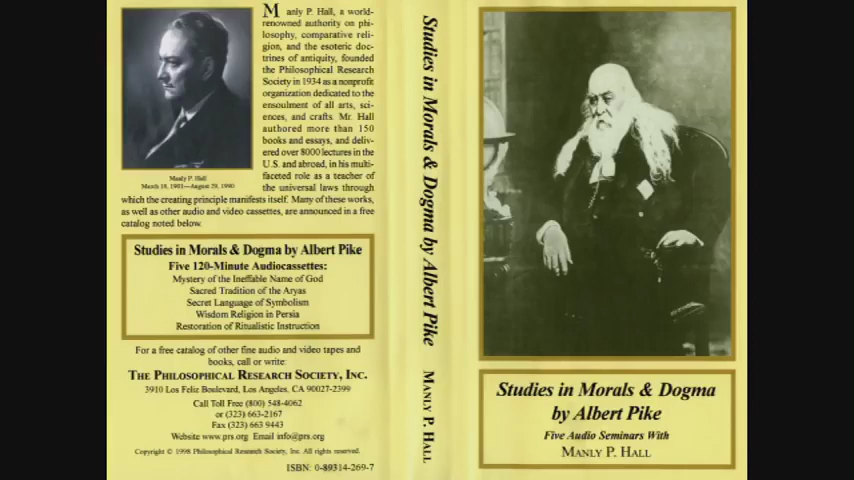 Manly P. Hall, a world-
renowned authority on phi-
losophy, comparative reli-
gion, and the esoteric doc-
trines of antiquity, founded
the Philosophical Research
Society in 1934 as a nonprofit
organization dedicated to the
ensoulment of all arts, sci-
ences, and crafts. Mr. Hall
authored more than 150
books and essays, and deliv-
ered over 8000 lectures in the
U.S. and abroad, in his multi-
faceted role as a teacher of
the universal laws through
which the creating principle manifests itself. Many of these works,
as well as other audio and video cassettes, are announced in a free
catalog noted below.
Manly P. Hall
March 18, 1901—August 29, 1990
Studies in Morals & Dogma by Albert Pike
Five 120-Minute Audiocassettes:
Mystery of the Ineffable Name of God
Sacred Tradition of the Aryas
Secret Language of Symbolism
Wisdom Religion in Persia
Restoration of Ritualistic Instruction
For a free catalog of other fine audio and video tapes and
books, call or write:
THE PHILOSOPHICAL RESEARCH SOCIETY, INC.
3910 Los Feliz Boulevard, Los Angeles, CA 90027-2399
Call Toll Free (800) 548-4062
or (323) 663-2167
Fax (323) 663 9443
Website www.prs.org Email info@prs.org
Copyright © 1998 Philosophical Research Society, Inc. All rights reserved.
ISBN: 0-89314-269-7
Studies in Morals & Dogma by Albert Pike
MANLY P. HALL
Studies in Morals & Dogma
by Albert Pike
Five Audio Seminars With
MANLY P. HALL